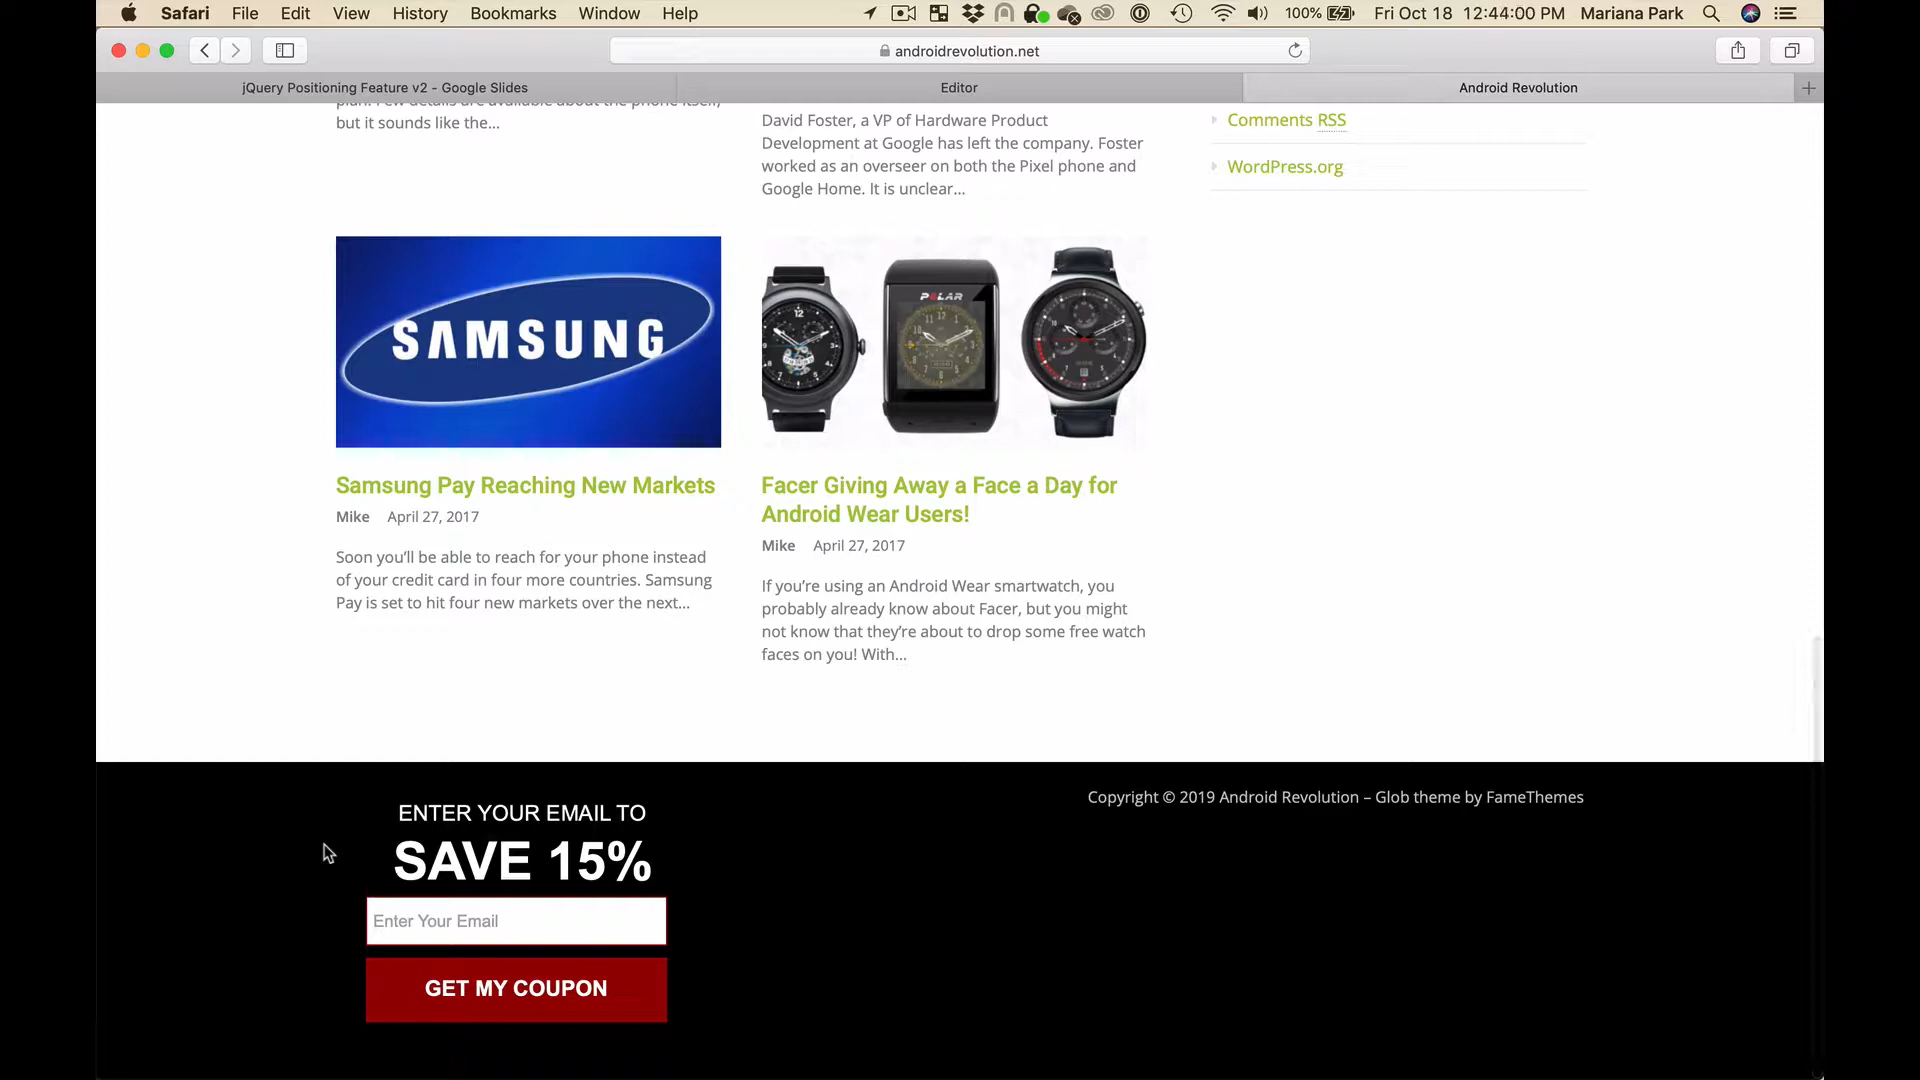 Safari File Edit View History Bookmarks Window Help 100% Fri Oct 18 12:44:00 PM Mariana Park
androidrevolution.net
jQuery Positioning Feature v2 - Google Slides
Editor
Android Revolution
plan. Few details are available about the phone itself,
but it sounds like the...
David Foster, a VP of Hardware Product
Development at Google has left the company. Foster
worked as an overseer on both the Pixel phone and
Google Home. It is unclear...
Comments RSS
WordPress.org
SAMSUNG
POLAR
Samsung Pay Reaching New Markets
Mike April 27, 2017
Soon you’ll be able to reach for your phone instead
of your credit card in four more countries. Samsung
Pay is set to hit four new markets over the next...
Facer Giving Away a Face a Day for
Android Wear Users!
Mike April 27, 2017
If you’re using an Android Wear smartwatch, you
probably already know about Facer, but you might
not know that they’re about to drop some free watch
faces on you! With...
ENTER YOUR EMAIL TO
SAVE 15%
Enter Your Email
GET MY COUPON
Copyright © 2019 Android Revolution – Glob theme by FameThemes